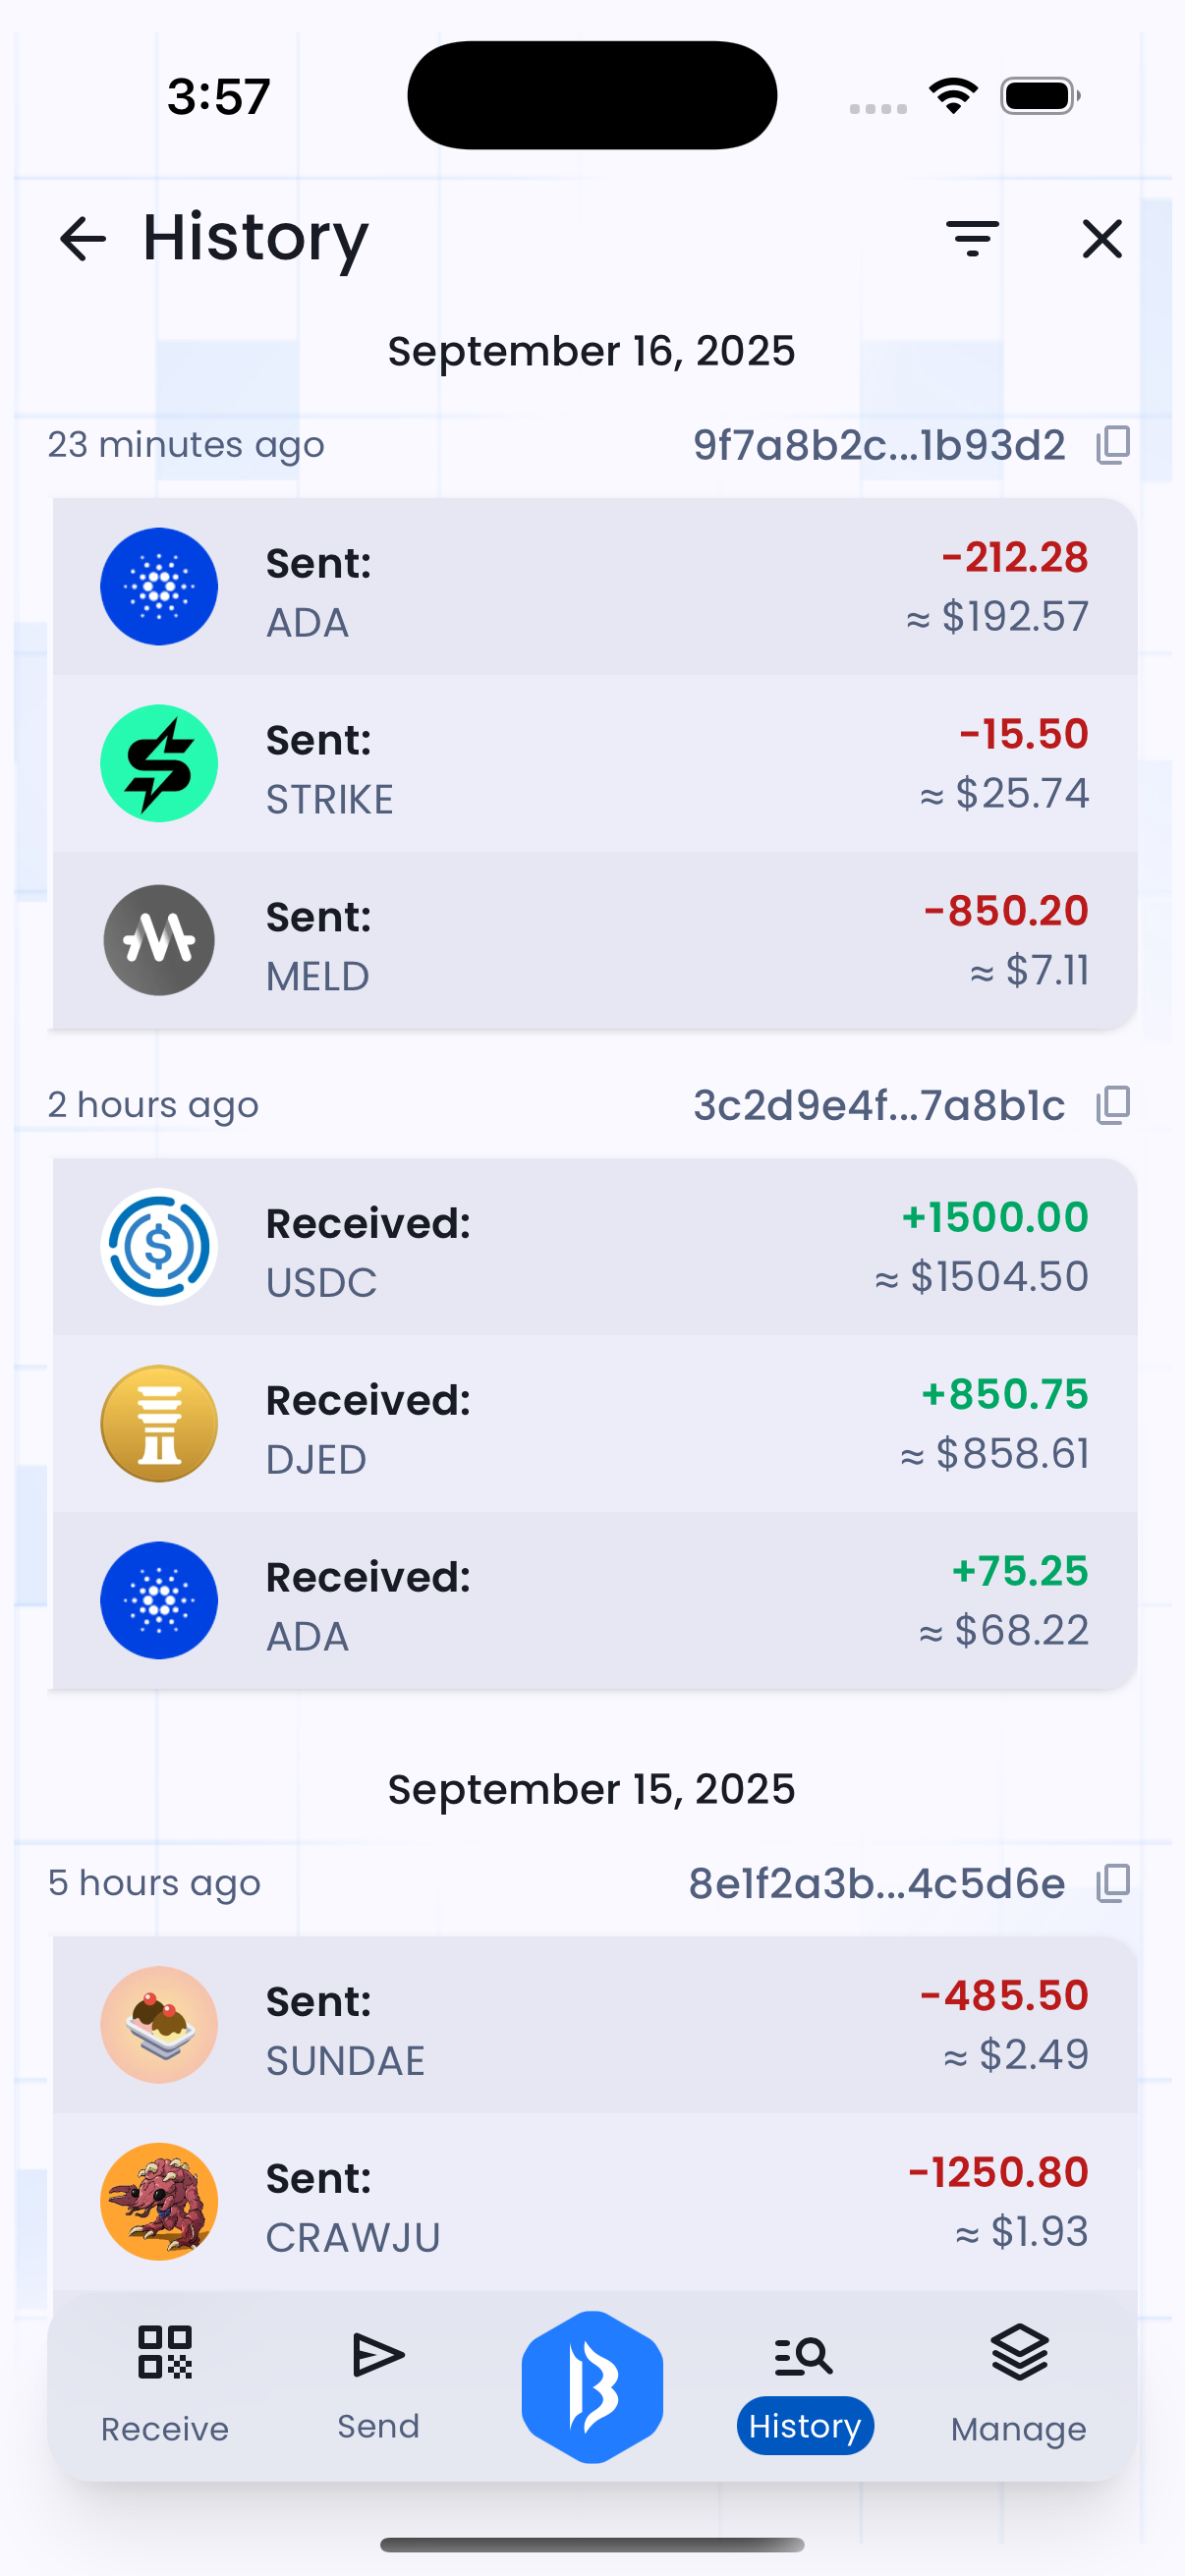 3:57
History
September 16, 2025
23 minutes ago 9f7a8b2c...1b93d2
Sent: -212.28
ADA ≈ $192.57
Sent: -15.50
STRIKE ≈ $25.74
Sent: -850.20
MELD ≈ $7.11
2 hours ago 3c2d9e4f...7a8b1c
Received: +1500.00
USDC ≈ $1504.50
Received: +850.75
DJED ≈ $858.61
Received: +75.25
ADA ≈ $68.22
September 15, 2025
5 hours ago 8e1f2a3b...4c5d6e
Sent: -485.50
SUNDAE ≈ $2.49
Sent: -1250.80
CRAWJU ≈ $1.93
Receive Send History Manage